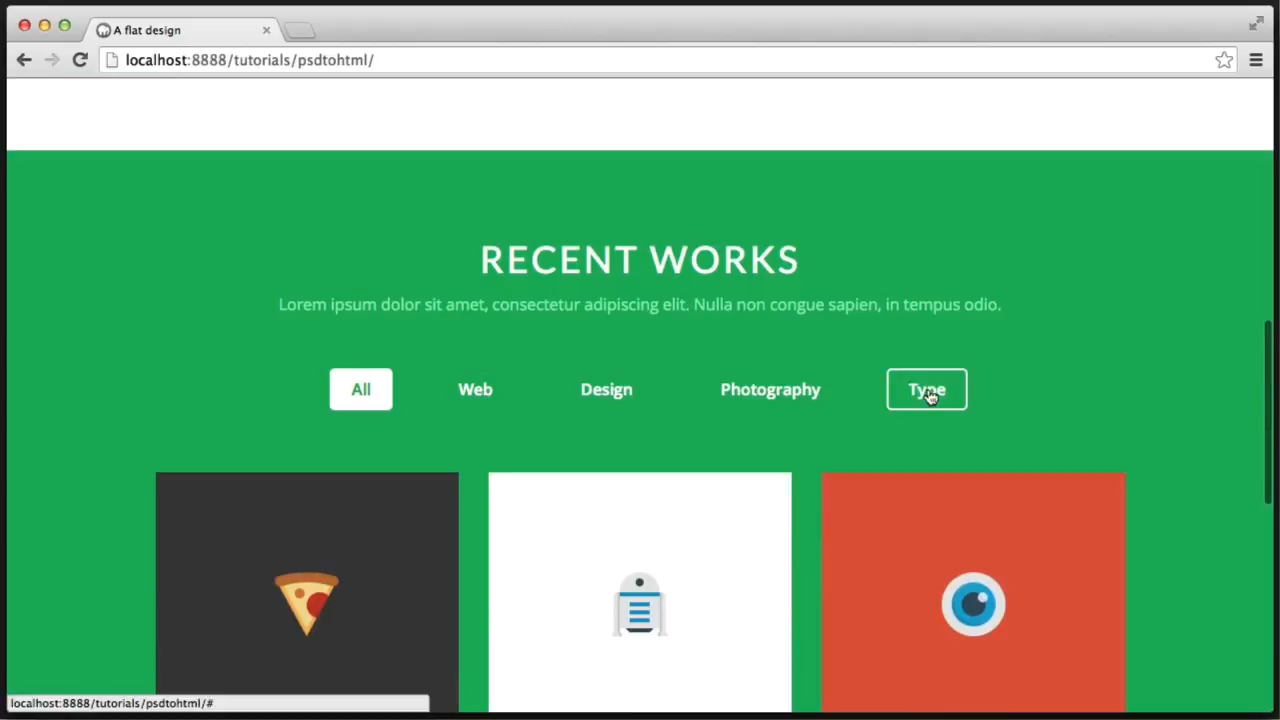 A flat design
localhost:8888/tutorials/psdtohtml/
RECENT WORKS
Lorem ipsum dolor sit amet, consectetur adipiscing elit. Nulla non congue sapien, in tempus odio.
All Web Design Photography Type
localhost:8888/tutorials/psdtohtml/#